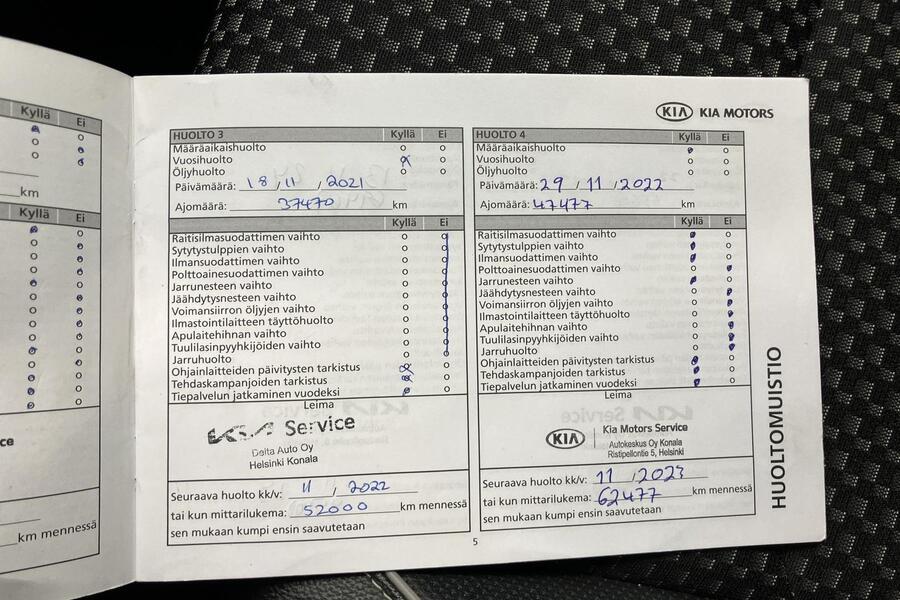 Kyllä Ei
km
Kyllä Ei
ce
km mennessä
KIA KIA MOTORS
HUOLTO 3 Kyllä Ei
Määräaikaishuolto
Vuosihuolto
Öljyhuolto
Päivämäärä: 18 / 11 / 2021
Ajomäärä: 37470 km
Kyllä Ei
Raitisilmasuodattimen vaihto
Sytytystulppien vaihto
Ilmansuodattimen vaihto
Polttoainesuodattimen vaihto
Jarrunesteen vaihto
Jäähdytysnesteen vaihto
Voimansiirron öljyjen vaihto
Ilmastointilaitteen täyttöhuolto
Apulaitehihnan vaihto
Tuulilasinpyyhkijöiden vaihto
Jarruhuolto
Ohjainlaitteiden päivitysten tarkistus
Tehdaskampanjoiden tarkistus
Tiepalvelun jatkaminen vuodeksi
Leima
KIA Service
Delta Auto Oy
Helsinki Konala
Seuraava huolto kk/v: 11 / 2022
tai kun mittarilukema: 52000 km mennessä
sen mukaan kumpi ensin saavutetaan
HUOLTO 4 Kyllä Ei
Määräaikaishuolto
Vuosihuolto
Öljyhuolto
Päivämäärä: 29 / 11 / 2022
Ajomäärä: 47477 km
Kyllä Ei
Raitisilmasuodattimen vaihto
Sytytystulppien vaihto
Ilmansuodattimen vaihto
Polttoainesuodattimen vaihto
Jarrunesteen vaihto
Jäähdytysnesteen vaihto
Voimansiirron öljyjen vaihto
Ilmastointilaitteen täyttöhuolto
Apulaitehihnan vaihto
Tuulilasinpyyhkijöiden vaihto
Jarruhuolto
Ohjainlaitteiden päivitysten tarkistus
Tehdaskampanjoiden tarkistus
Tiepalvelun jatkaminen vuodeksi
Leima
KIA Kia Motors Service
Autokeskus Oy Konala
Ristipellontie 5, Helsinki
Seuraava huolto kk/v: 11 / 2023
tai kun mittarilukema: 62477 km mennessä
sen mukaan kumpi ensin saavutetaan
HUOLTOMUISTIO
5